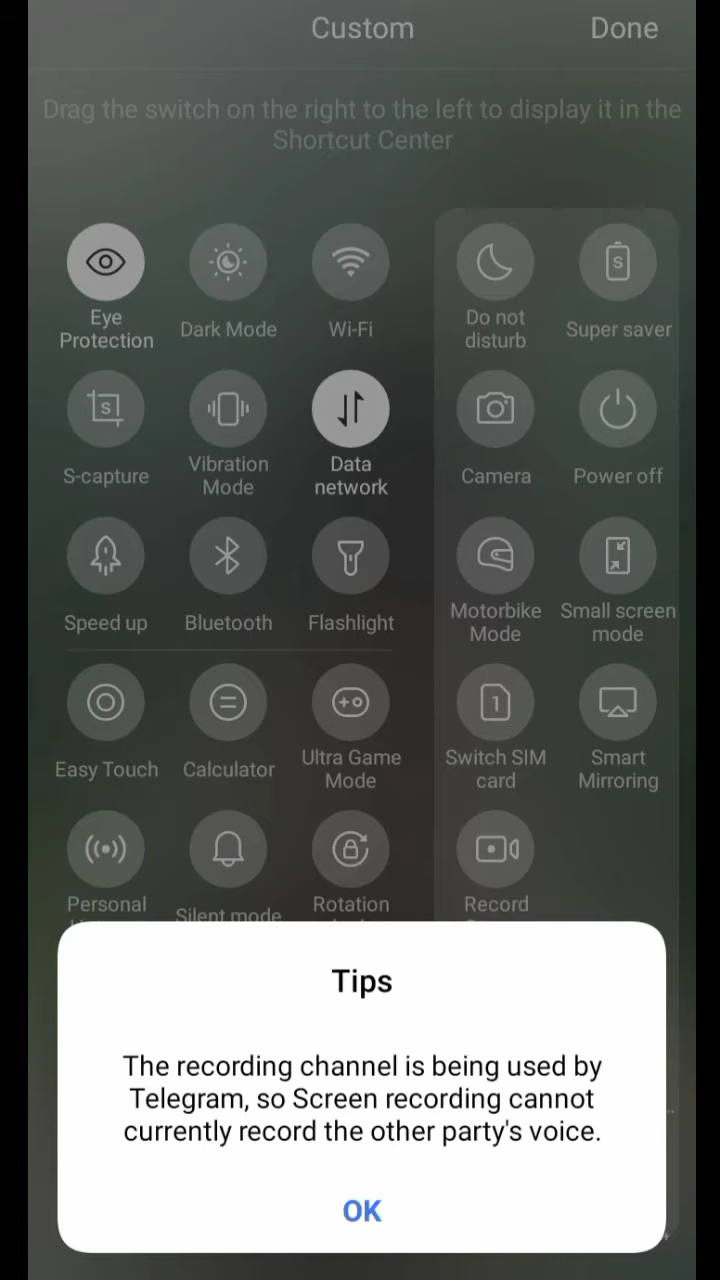 Custom
Done
Drag the switch on the right to the left to display it in the
Shortcut Center
Eye
Protection
Dark Mode
Wi-Fi
Do not
disturb
Super saver
S
S
S-capture
Vibration
Mode
Data
network
Camera
Power off
Speed up
Bluetooth
Flashlight
Motorbike
Mode
Small screen
mode
1
Easy Touch
Calculator
Ultra Game
Mode
Switch SIM
card
Smart
Mirroring
Personal
Silent mode
Rotation
Record
Tips
The recording channel is being used by
Telegram, so Screen recording cannot
currently record the other party's voice.
OK